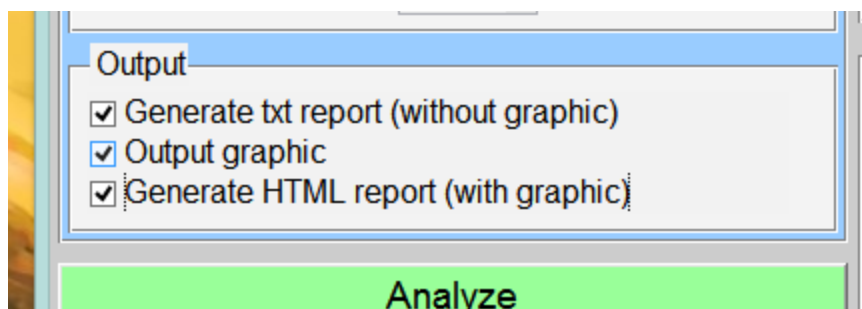 Output
Generate txt report (without graphic)
Output graphic
Generate HTML report (with graphic)
Analyze